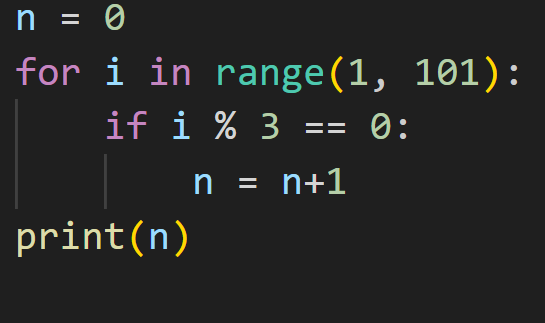 n = 0
for i in range(1, 101):
    if i % 3 == 0:
        n = n+1
print(n)